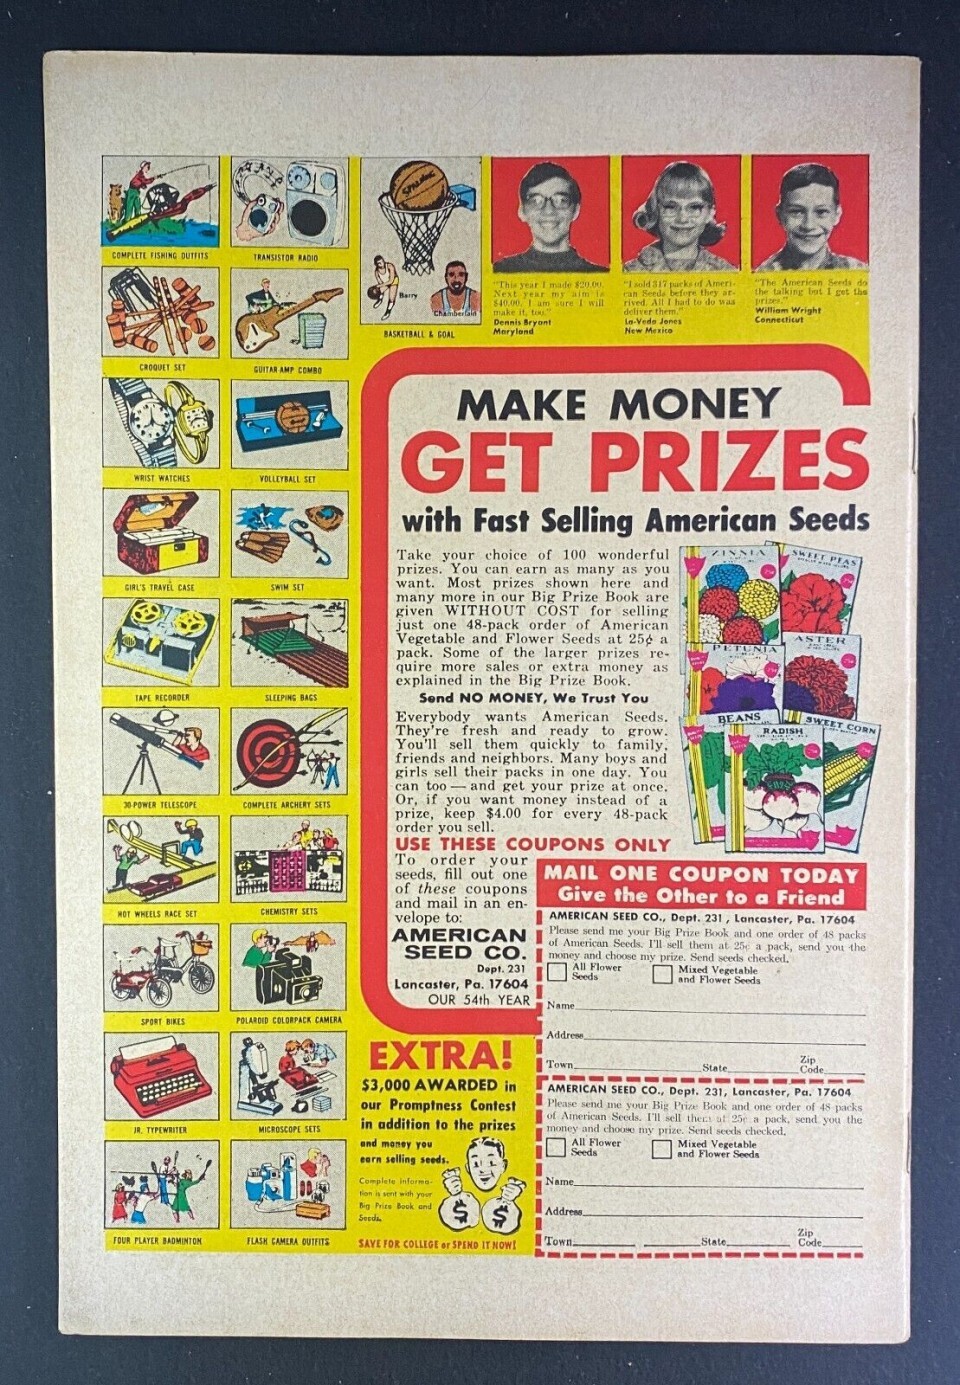 COMPLETE FISHING OUTFITS
TRANSISTOR RADIO
CROQUET SET
GUITAR-AMP COMBO
WRIST WATCHES
VOLLEYBALL SET
GIRL'S TRAVEL CASE
SWIM SET
TAPE RECORDER
SLEEPING BAGS
30-POWER TELESCOPE
COMPLETE ARCHERY SETS
HOT WHEELS RACE SET
CHEMISTRY SETS
SPORT BIKES
POLAROID COLORPACK CAMERA
JR. TYPEWRITER
MICROSCOPE SETS
FOUR PLAYER BADMINTON
FLASH CAMERA OUTFITS
SPALDING
Barry
Chamberlain
BASKETBALL & GOAL
"This year I made $20.00.
Next year my aim is
$40.00. I am sure I will
make it, too."
Dennis Bryant
Maryland
"I sold 317 packs of Ameri-
can Seeds before they ar-
rived. All I had to do was
deliver them."
La-Veda Jones
New Mexico
"The American Seeds do
the talking but I get the
prizes."
William Wright
Connecticut
MAKE MONEY
GET PRIZES
with Fast Selling American Seeds
Take your choice of 100 wonderful
prizes. You can earn as many as you
want. Most prizes shown here and
many more in our Big Prize Book are
given WITHOUT COST for selling
just one 48-pack order of American
Vegetable and Flower Seeds at 25¢ a
pack. Some of the larger prizes re-
quire more sales or extra money as
explained in the Big Prize Book.
Send NO MONEY, We Trust You
Everybody wants American Seeds.
They're fresh and ready to grow.
You'll sell them quickly to family,
friends and neighbors. Many boys and
girls sell their packs in one day. You
can too — and get your prize at once.
Or, if you want money instead of a
prize, keep $4.00 for every 48-pack
order you sell.
ZINNIA
SWEET PEAS
PETUNIA
ASTER
BEANS
RADISH
SWEET CORN
USE THESE COUPONS ONLY
To order your
seeds, fill out one
of these coupons
and mail in an en-
velope to:
AMERICAN
SEED CO.
Dept. 231
Lancaster, Pa. 17604
OUR 54th YEAR
MAIL ONE COUPON TODAY
Give the Other to a Friend
AMERICAN SEED CO., Dept. 231, Lancaster, Pa. 17604
Please send me your Big Prize Book and one order of 48 packs
of American Seeds. I'll sell them at 25¢ a pack, send you the
money and choose my prize. Send seeds checked.
All Flower
Seeds
Mixed Vegetable
and Flower Seeds
Name
Address
Town State Zip
Code
AMERICAN SEED CO., Dept. 231, Lancaster, Pa. 17604
Please send me your Big Prize Book and one order of 48 packs
of American Seeds. I'll sell them at 25¢ a pack, send you the
money and choose my prize. Send seeds checked.
All Flower
Seeds
Mixed Vegetable
and Flower Seeds
Name
Address
Town State Zip
Code
EXTRA!
$3,000 AWARDED in
our Promptness Contest
in addition to the prizes
and money you
earn selling seeds.
Complete informa-
tion is sent with your
Big Prize Book and
Seeds.
$ $
SAVE FOR COLLEGE or SPEND IT NOW!